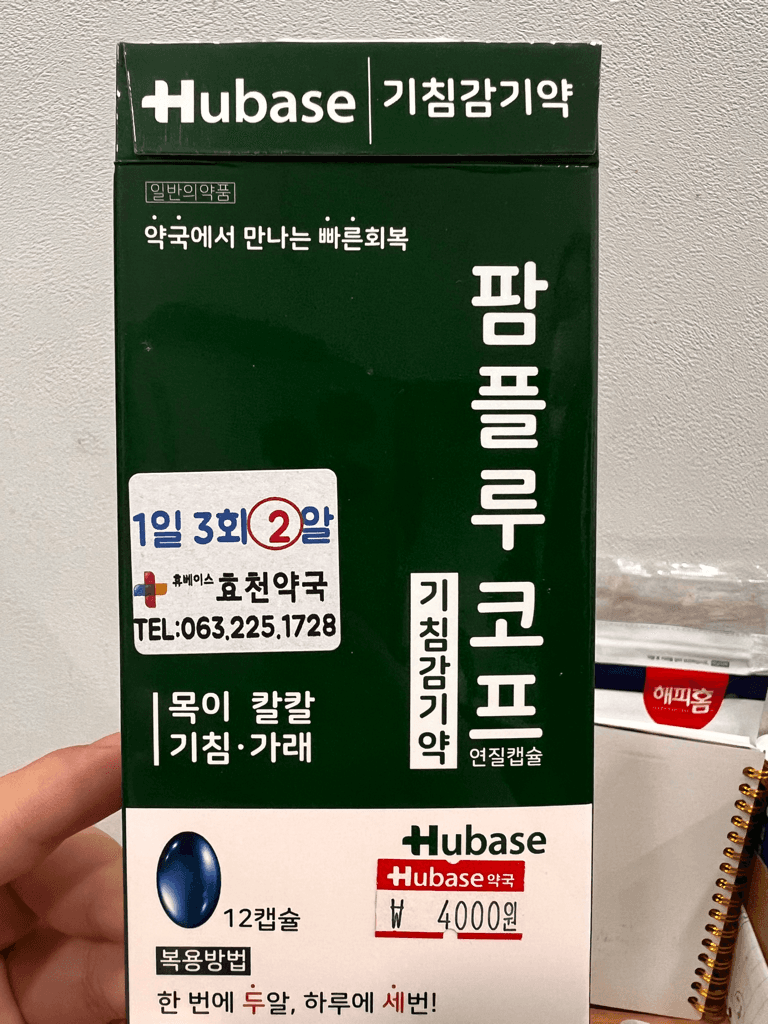 Hubase 기침감기약
일반의약품
약국에서 만나는 빠른회복
팜플루코프
기침감기약
연질캡슐
1일 3회 2알
휴베이스 효천약국
TEL:063.225.1728
목이 칼칼
기침·가래
Hubase
Hubase 약국
₩ 4000원
12캡슐
복용방법
한 번에 두알, 하루에 세번!
해피홈